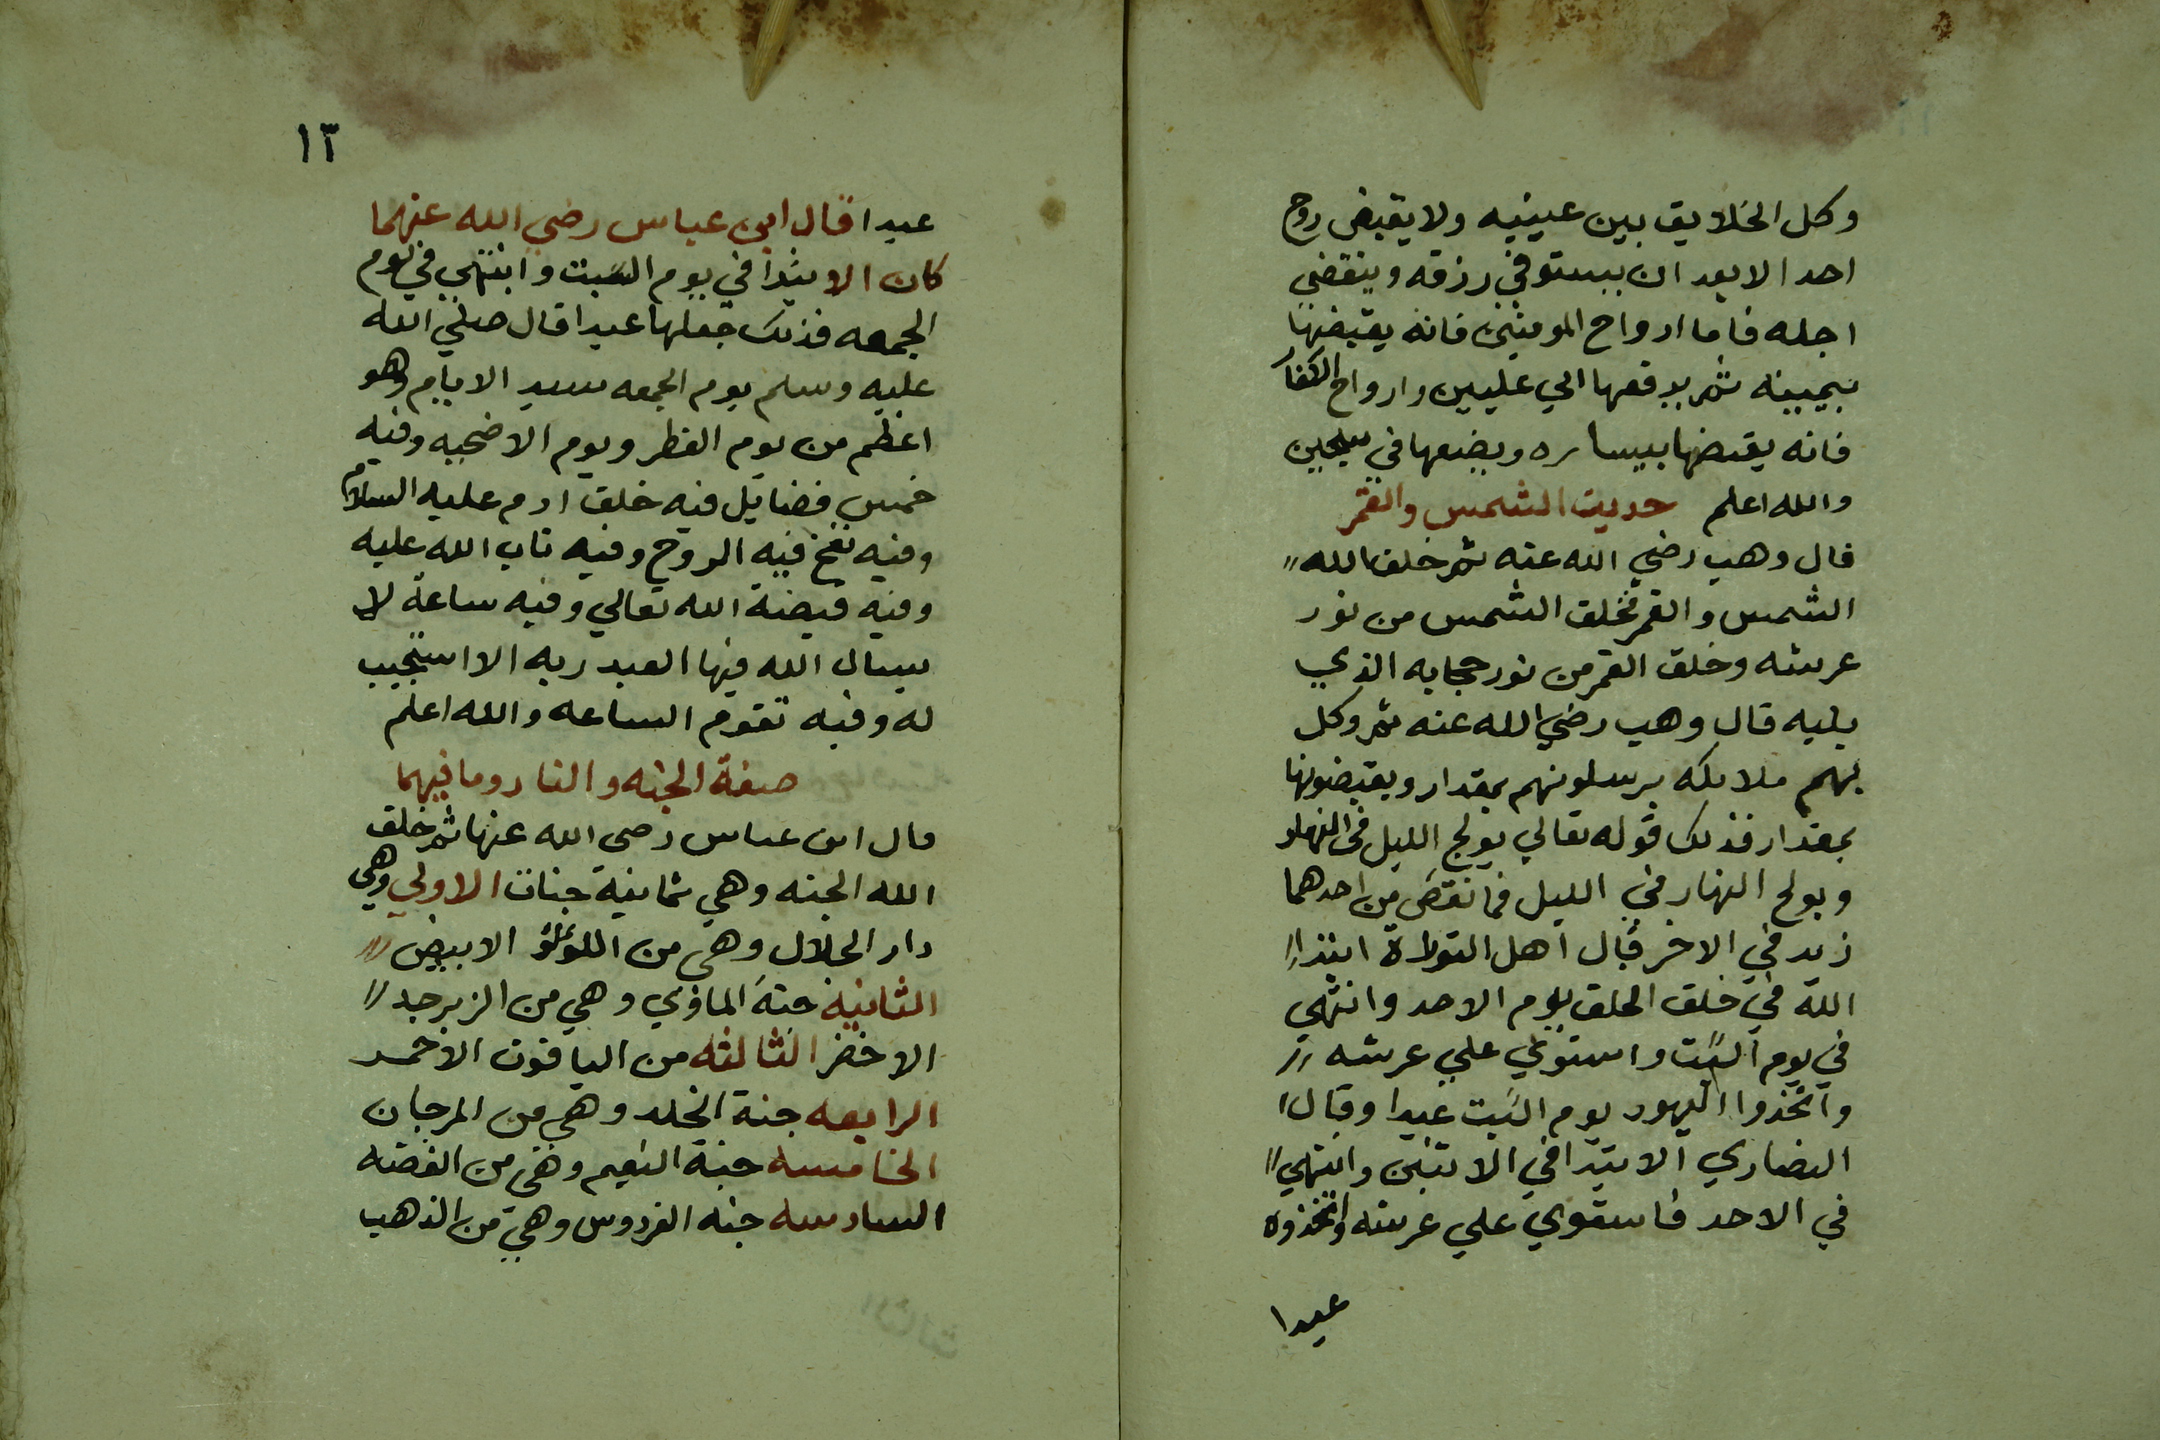 وكل الخلايق بين عينيه ولا يقبض روح
احد الا بعد ان يستوفي رزقه وينقضي
اجله فاما ارواح المومنين فانه يقبضها
بيمينه ثم يرفعها الي عليين وارواح الكفار
فانه يقبضها بيساره ويضعها في سجين
والله اعلم حديث الشمس والقمر
قال وهب رضي الله عنه ثم خلق الله
الشمس والقمر فخلق الشمس من نور
عرشه وخلق القمر من نور حجابه الذي
يليه قال وهب رضي الله عنه ثم وكل
بهم ملايكه يرسلونهم بمقدار ويقبضونها
بمقدار فذلك قوله تعالي يولج الليل في النهار
ويولج النهار في الليل فما نقص من احدهما
زيد في الاخر قال اهل التوراة ابتدا
الله في خلق الخلق يوم الاحد وانتهي
في يوم السبت واستوي علي عرشه
واتخذوا اليهود يوم السبت عيدا وقال
النصاري الابتدا في الاثنين وانتهي
في الاحد فاستوي علي عرشه واتخذوه
عيدا
١٣
عيدا قال ابن عباس رضي الله عنهما
كان الابتدا في يوم السبت وانتهي في يوم
الجمعه فذلك جعلها عيدا قال صلي الله
عليه وسلم يوم الجمعه سيد الايام وهو
اعظم من يوم الفطر ويوم الاضحيه وفيه
خمس فضايل فيه خلق ادم عليه السلام
وفيه نفخ فيه الروح وفيه تاب الله عليه
وفيه قبضة الله تعالي وفيه ساعة لا
يسال الله فيها العبد ربه الا استجيب
له وفيه تقوم الساعه والله اعلم
صفة الجنه والنار وما فيهما
قال ابن عباس رضي الله عنها ثم خلق
الله الجنه وهي ثمانية جنات الاولي وهي
دار الجلال وهي من اللولو الابيض
الثانيه جنة الماوي وهي من الزبرجد
الاخضر الثالثه من الياقوت الاحمر
الرابعه جنة الخلد وهي من المرجان
الخامسه جنة النعيم وهي من الفضه
السادسه جنه الفردوس وهي من الذهب